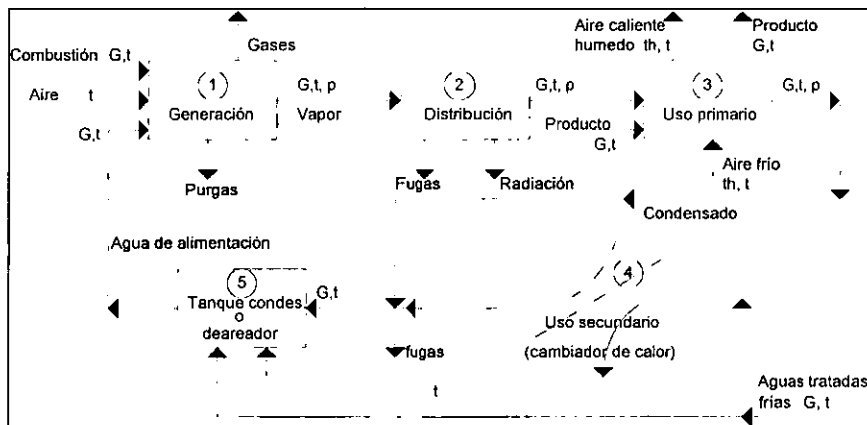 Gases
Aire caliente
humedo th, t
Producto
G,t
Combustión G,t
1
Generación
Aire t
G,t
G,t, p
Vapor
2
Distribución
G,t, p
Producto
G,t
3
Uso primario
G,t, p
Purgas
Fugas
Radiación
Aire frío
th, t
Condensado
Agua de alimentación
5
Tanque condes
o
deareador
G,t
4
Uso secundario
(cambiador de calor)
fugas
t
Aguas tratadas
frías G, t